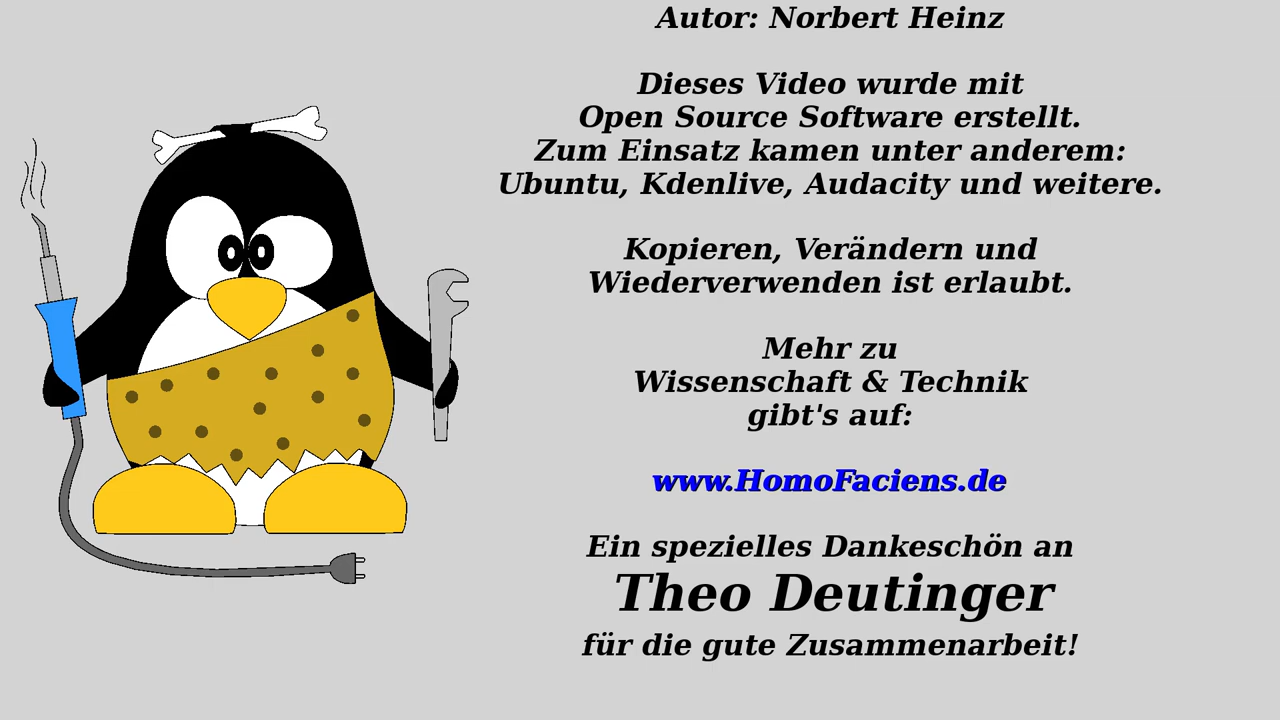 Autor: Norbert Heinz
Dieses Video wurde mit
Open Source Software erstellt.
Zum Einsatz kamen unter anderem:
Ubuntu, Kdenlive, Audacity und weitere.
Kopieren, Verändern und
Wiederverwenden ist erlaubt.
Mehr zu
Wissenschaft & Technik
gibt's auf:
www.HomoFaciens.de
Ein spezielles Dankeschön an
Theo Deutinger
für die gute Zusammenarbeit!